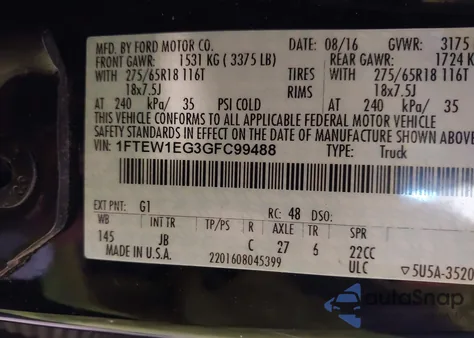 MFD. BY FORD MOTOR CO. DATE: 08/16 GVWR: 3175
FRONT GAWR: 1531 KG ( 3375 LB) REAR GAWR: 1724 K
WITH 275/65R18 116T TIRES WITH 275/65R18 116
18x7.5J RIMS 18x7.5J
AT 240 kPa/ 35 PSI COLD AT 240 kPa/ 35
THIS VEHICLE CONFORMS TO ALL APPLICABLE FEDERAL MOTOR VEHICLE
SAFETY STANDARDS IN EFFECT ON THE DATE OF MANUFACTURE SHOWN ABOV
VIN: 1FTEW1EG3GFC99488 TYPE: Truck
EXT PNT: G1 RC: 48 DSO:
WB INT TR TP/PS R AXLE TR SPR
145 JB C 27 6 22CC
MADE IN U.S.A. 2201608045399 ULC ▽5U5A-3520
autoSnap